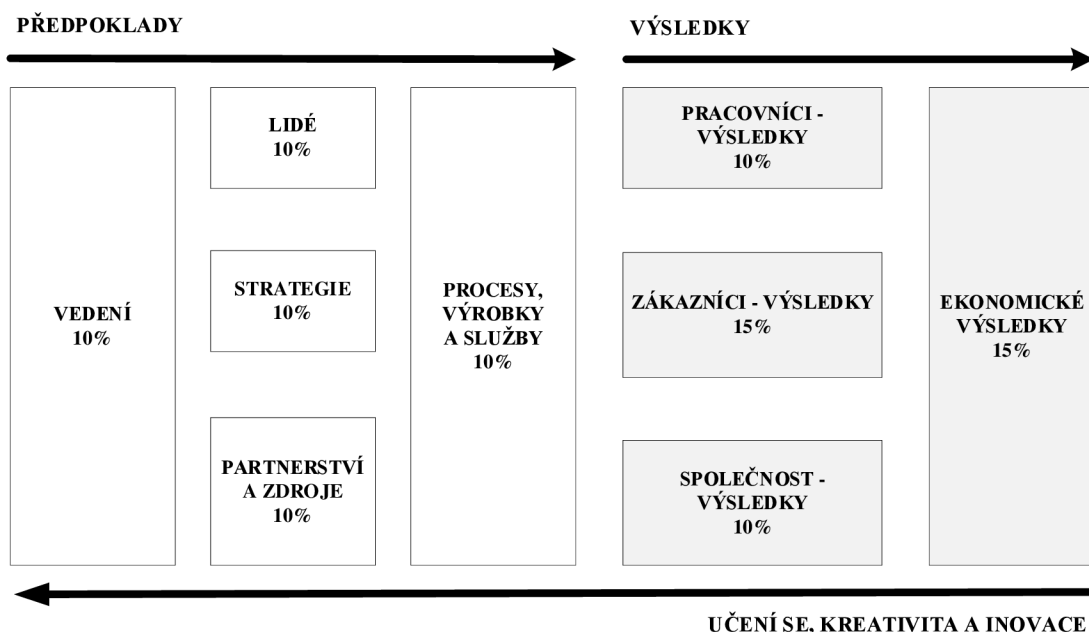 PŘEDPOKLADY
VÝSLEDKY
VEDENÍ
10%
LIDÉ
10%
STRATEGIE
10%
PARTNERSTVÍ
A ZDROJE
10%
PROCESY,
VÝROBKY
A SLUŽBY
10%
PRACOVNÍCI -
VÝSLEDKY
10%
ZÁKAZNÍCI - VÝSLEDKY
15%
SPOLEČNOST -
VÝSLEDKY
10%
EKONOMICKÉ
VÝSLEDKY
15%
UČENÍ SE, KREATIVITA A INOVACE